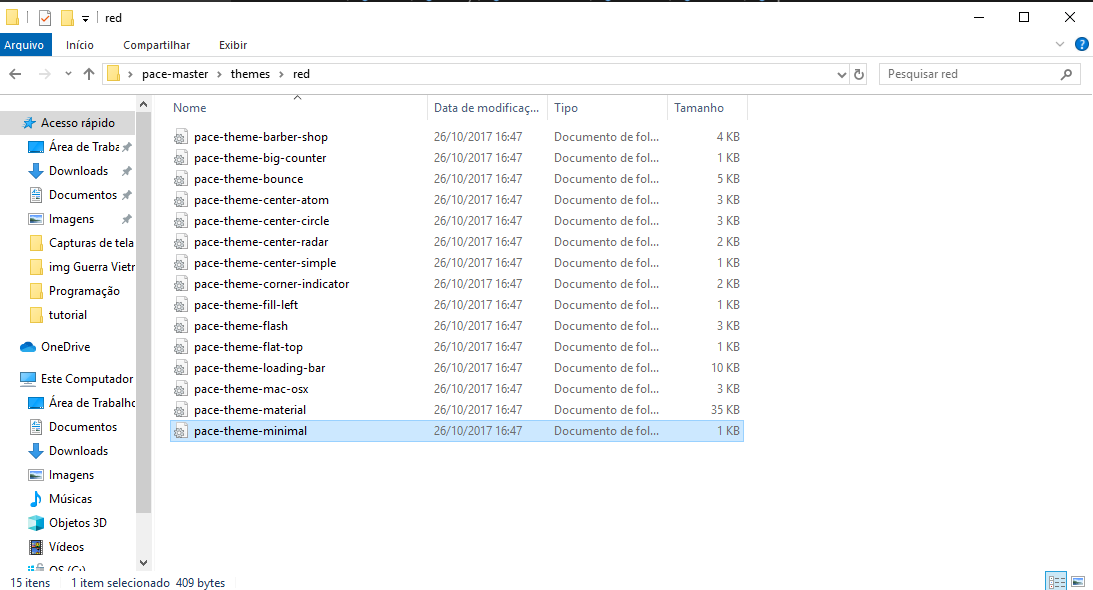 red
Arquivo Início Compartilhar Exibir
pace-master themes red
Pesquisar red
Nome Data de modificaç... Tipo Tamanho
pace-theme-barber-shop 26/10/2017 16:47 Documento de fol... 4 KB
pace-theme-big-counter 26/10/2017 16:47 Documento de fol... 1 KB
pace-theme-bounce 26/10/2017 16:47 Documento de fol... 5 KB
pace-theme-center-atom 26/10/2017 16:47 Documento de fol... 3 KB
pace-theme-center-circle 26/10/2017 16:47 Documento de fol... 3 KB
pace-theme-center-radar 26/10/2017 16:47 Documento de fol... 2 KB
pace-theme-center-simple 26/10/2017 16:47 Documento de fol... 1 KB
pace-theme-corner-indicator 26/10/2017 16:47 Documento de fol... 2 KB
pace-theme-fill-left 26/10/2017 16:47 Documento de fol... 1 KB
pace-theme-flash 26/10/2017 16:47 Documento de fol... 3 KB
pace-theme-flat-top 26/10/2017 16:47 Documento de fol... 1 KB
pace-theme-loading-bar 26/10/2017 16:47 Documento de fol... 10 KB
pace-theme-mac-osx 26/10/2017 16:47 Documento de fol... 3 KB
pace-theme-material 26/10/2017 16:47 Documento de fol... 35 KB
pace-theme-minimal 26/10/2017 16:47 Documento de fol... 1 KB
Acesso rápido
Área de Traba
Downloads
Documentos
Imagens
Capturas de tela
img Guerra Vietr
Programação
tutorial
OneDrive
Este Computador
Área de Trabalho
Documentos
Downloads
Imagens
Músicas
Objetos 3D
Vídeos
OS (C:)
15 itens 1 item selecionado 409 bytes